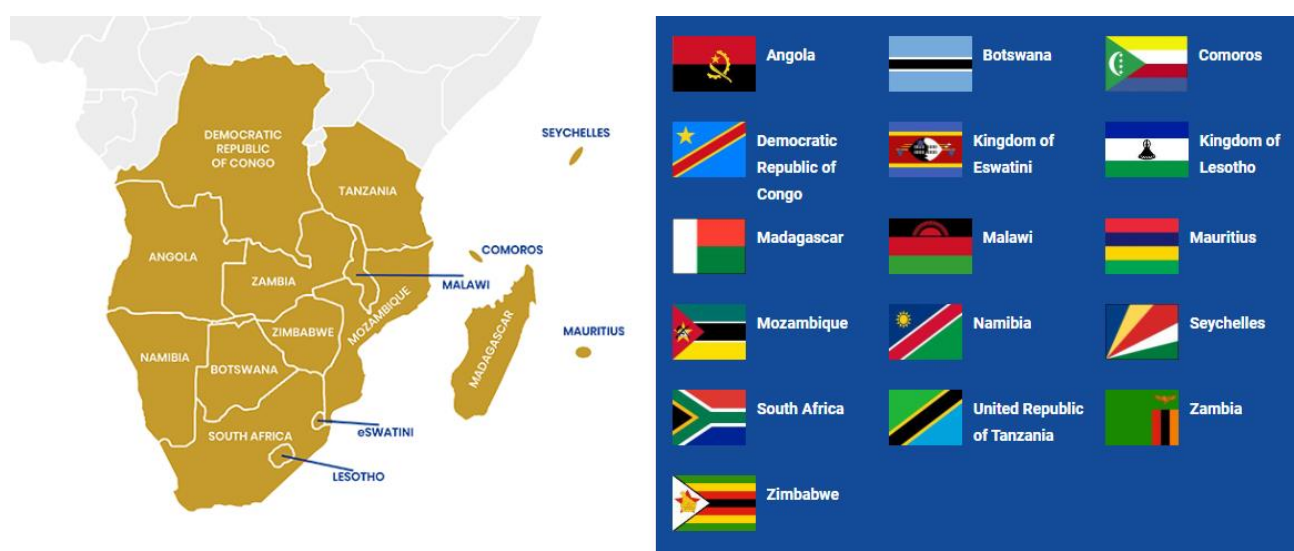 DEMOCRATIC
REPUBLIC
OF CONGO
SEYCHELLES
TANZANIA
COMOROS
ANGOLA
ZAMBIA
MALAWI
MOZAMBIQUE
ZIMBABWE
MAURITIUS
MADAGASCAR
NAMIBIA
BOTSWANA
eSWATINI
SOUTH AFRICA
LESOTHO
Angola
Botswana
Comoros
Democratic
Republic of
Congo
Kingdom of
Eswatini
Kingdom of
Lesotho
Madagascar
Malawi
Mauritius
Mozambique
Namibia
Seychelles
South Africa
United Republic
of Tanzania
Zambia
Zimbabwe